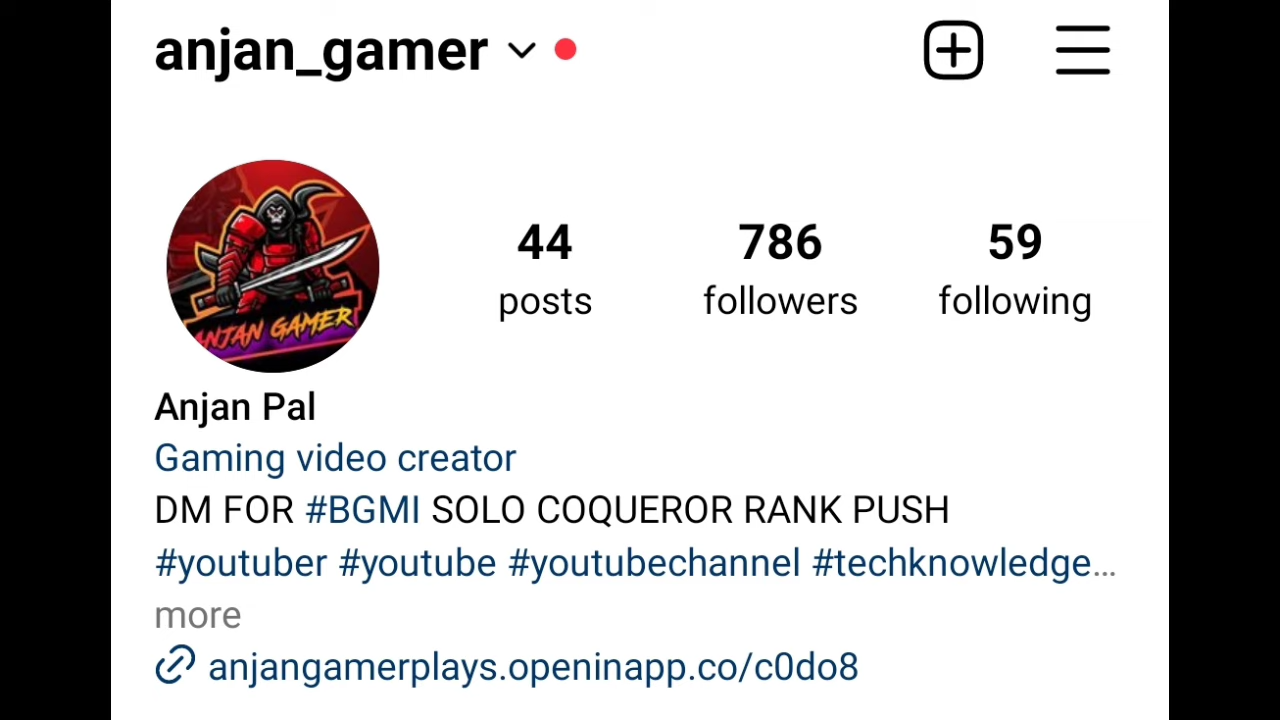 anjan_gamer
ANJAN GAMER
44 786 59
posts followers following
Anjan Pal
Gaming video creator
DM FOR #BGMI SOLO COQUEROR RANK PUSH
#youtuber #youtube #youtubechannel #techknowledge...
more
anjangamerplays.openinapp.co/c0do8